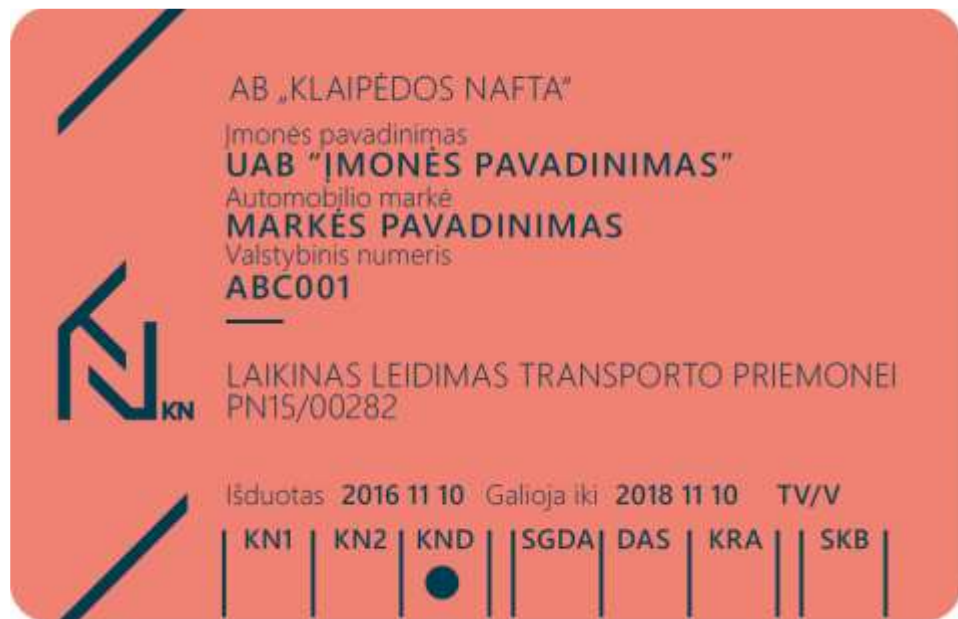 AB „KLAIPĖDOS NAFTA"
Įmonės pavadinimas
UAB "ĮMONĖS PAVADINIMAS"
Automobilio markė
MARKĖS PAVADINIMAS
Valstybinis numeris
ABC001
LAIKINAS LEIDIMAS TRANSPORTO PRIEMONEI
KN PN15/00282
Išduotas 2016 11 10 Galioja iki 2018 11 10 TV/V
KN1 KN2 KND SGDA DAS KRA SKB